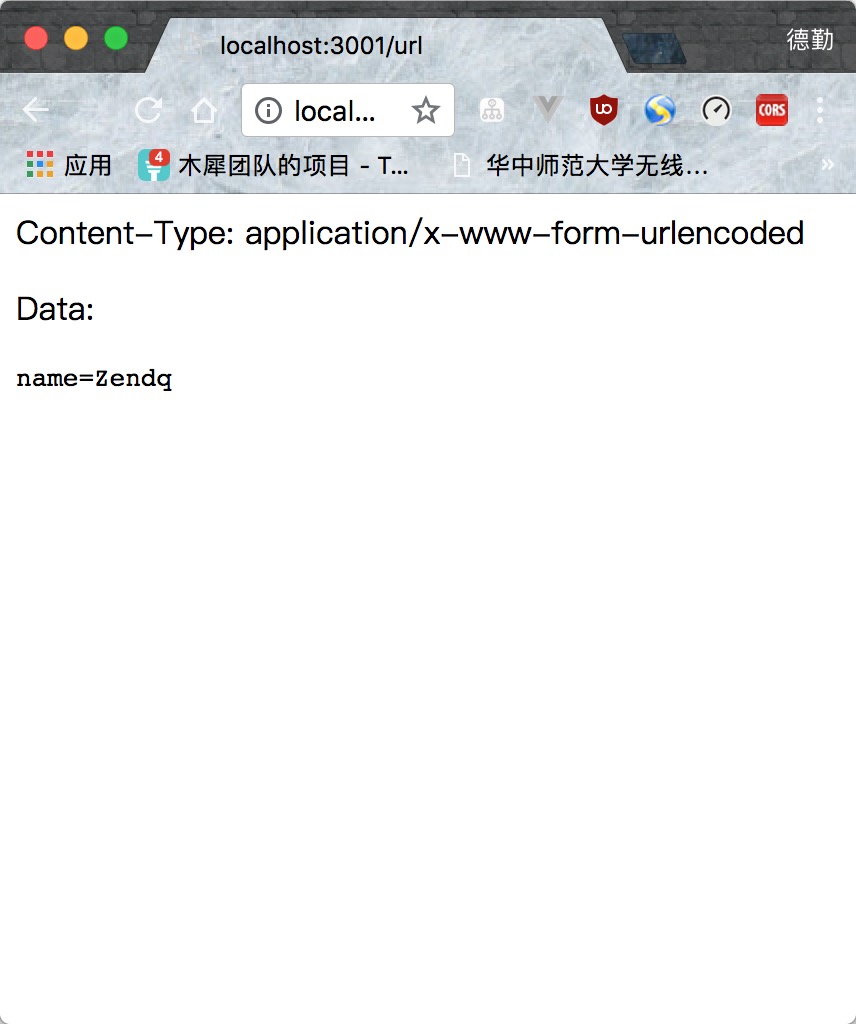 localhost:3001/url
德勤
local...
uo
CORS
应用
4
木犀团队的项目 - T...
华中师范大学无线...
»
Content-Type: application/x-www-form-urlencoded
Data:
name=Zendq